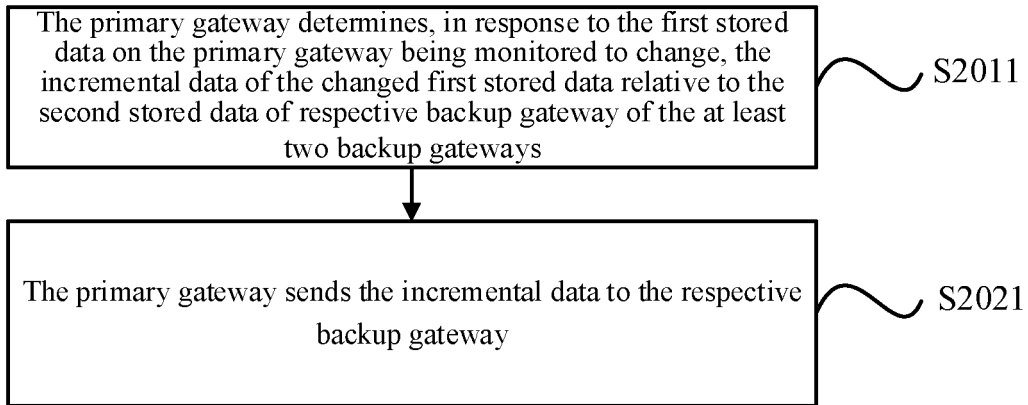 The primary gateway determines, in response to the first stored
data on the primary gateway being monitored to change, the
incremental data of the changed first stored data relative to the
second stored data of respective backup gateway of the at least
two backup gateways
S2011
The primary gateway sends the incremental data to the respective
backup gateway
S2021